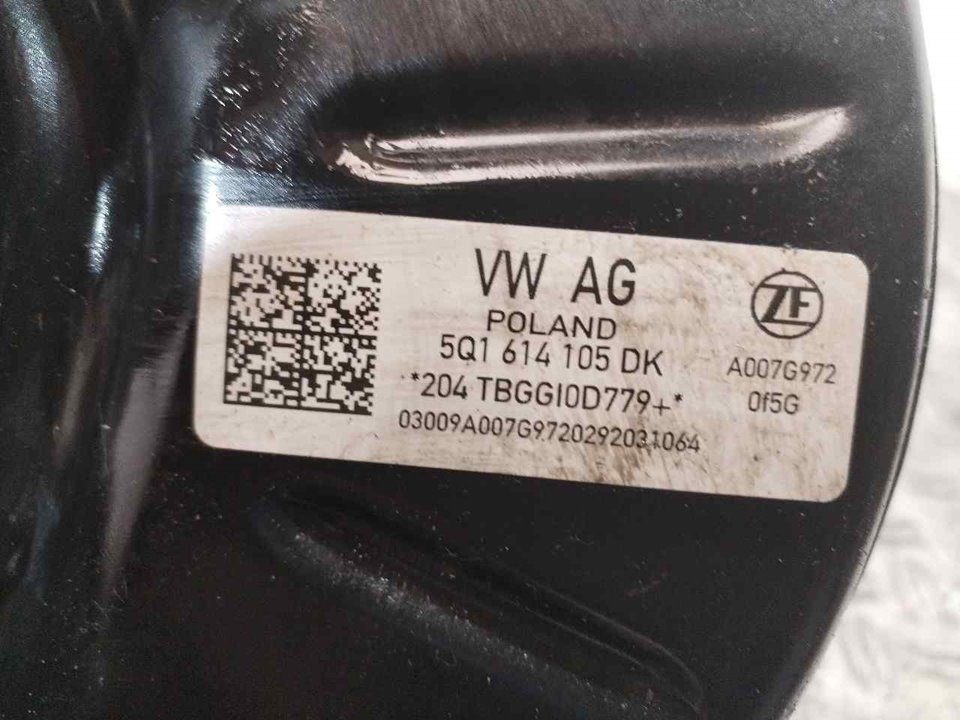 VW AG
POLAND
5Q1 614 105 DK
*204 TBGGI0D779+*
03009A007G9720292031064
ZF
A007G972
0f5G